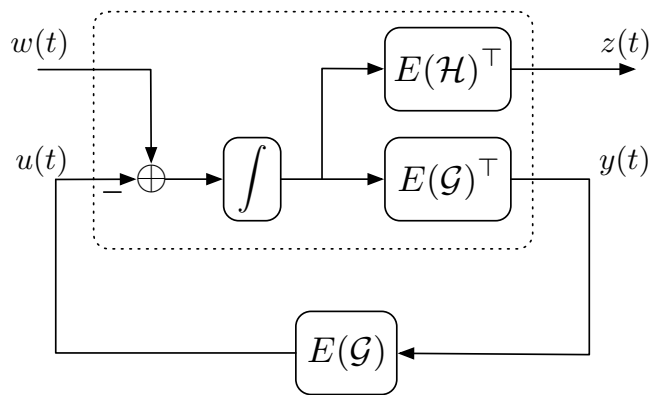 w(t)
E(ℋ)^⊤
z(t)
u(t)
−
∫
E(𝒢)^⊤
y(t)
E(𝒢)